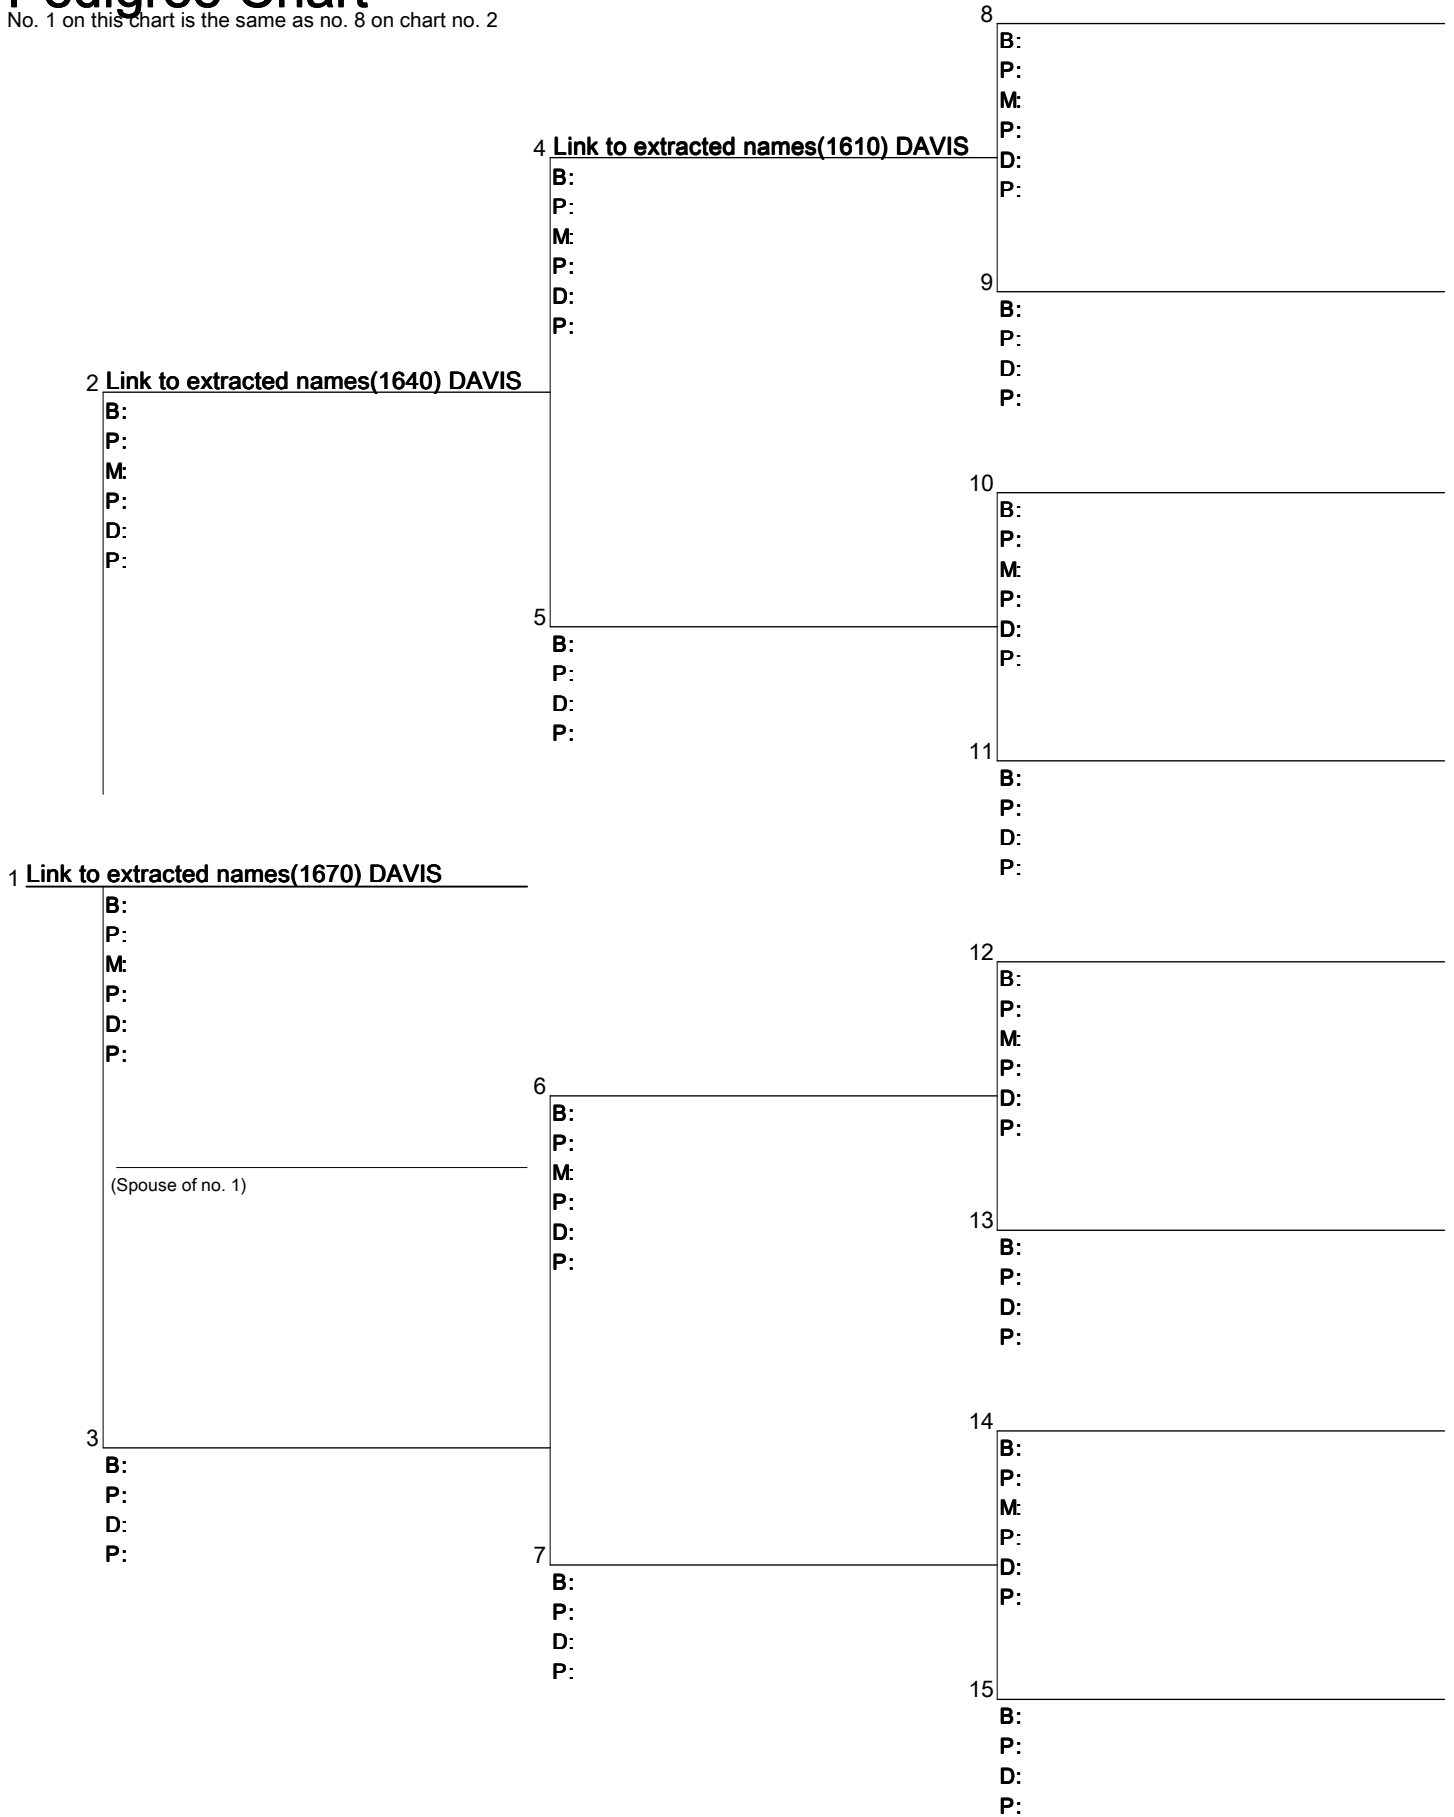 Pedigree Chart
No. 1 on this chart is the same as no. 8 on chart no. 2
8
B:
P:
M:
P:
D:
P:
4 Link to extracted names(1610) DAVIS
B:
P:
M:
P:
D:
P:
9
B:
P:
D:
P:
2 Link to extracted names(1640) DAVIS
B:
P:
M:
P:
D:
P:
10
B:
P:
M:
P:
D:
P:
5
B:
P:
D:
P:
11
B:
P:
D:
P:
1 Link to extracted names(1670) DAVIS
B:
P:
M:
P:
D:
P:
12
B:
P:
M:
P:
D:
P:
6
B:
P:
M:
P:
D:
P:
(Spouse of no. 1)
13
B:
P:
D:
P:
3
B:
P:
D:
P:
14
B:
P:
M:
P:
D:
P:
7
B:
P:
D:
P:
15
B:
P:
D:
P: